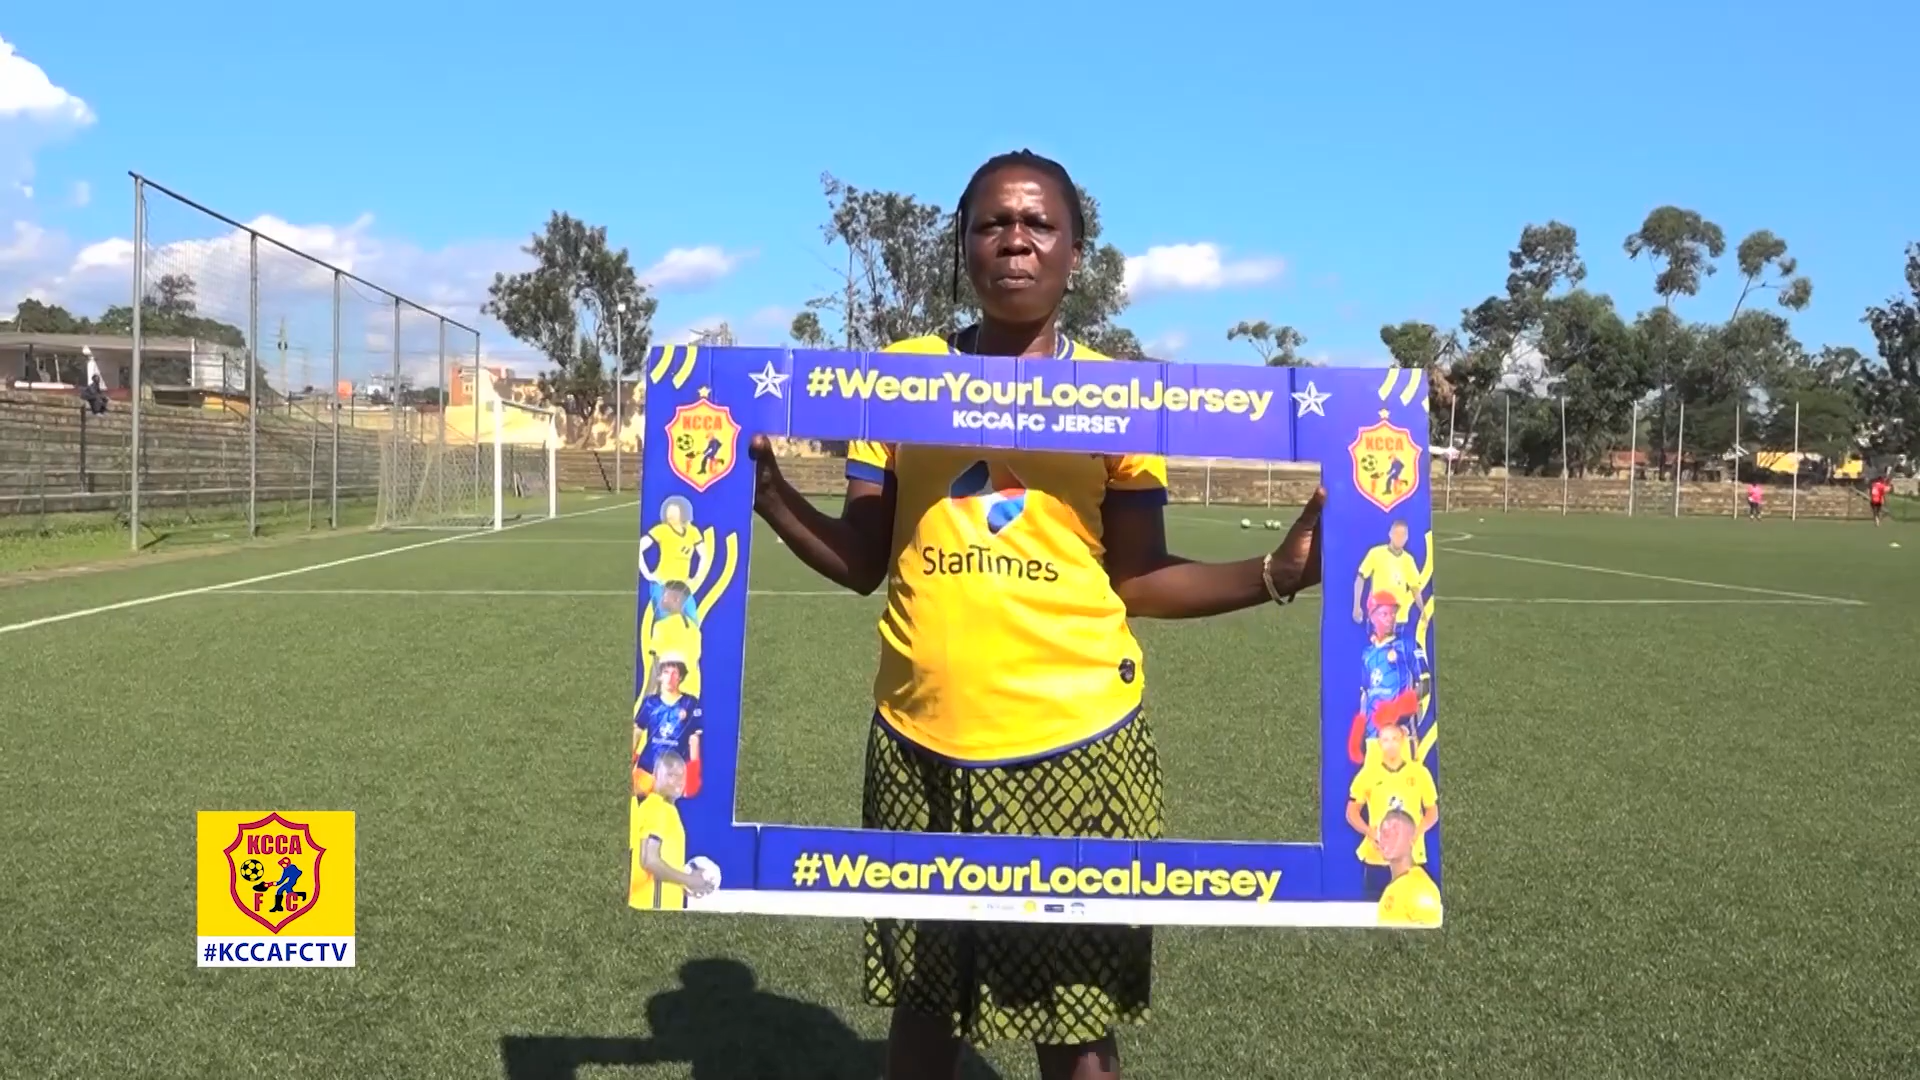 #WearYourLocalJersey
KCCA FC JERSEY
KCCA
KCCA
StarTimes
#WearYourLocalJersey
KCCA
F C
#KCCAFCTV